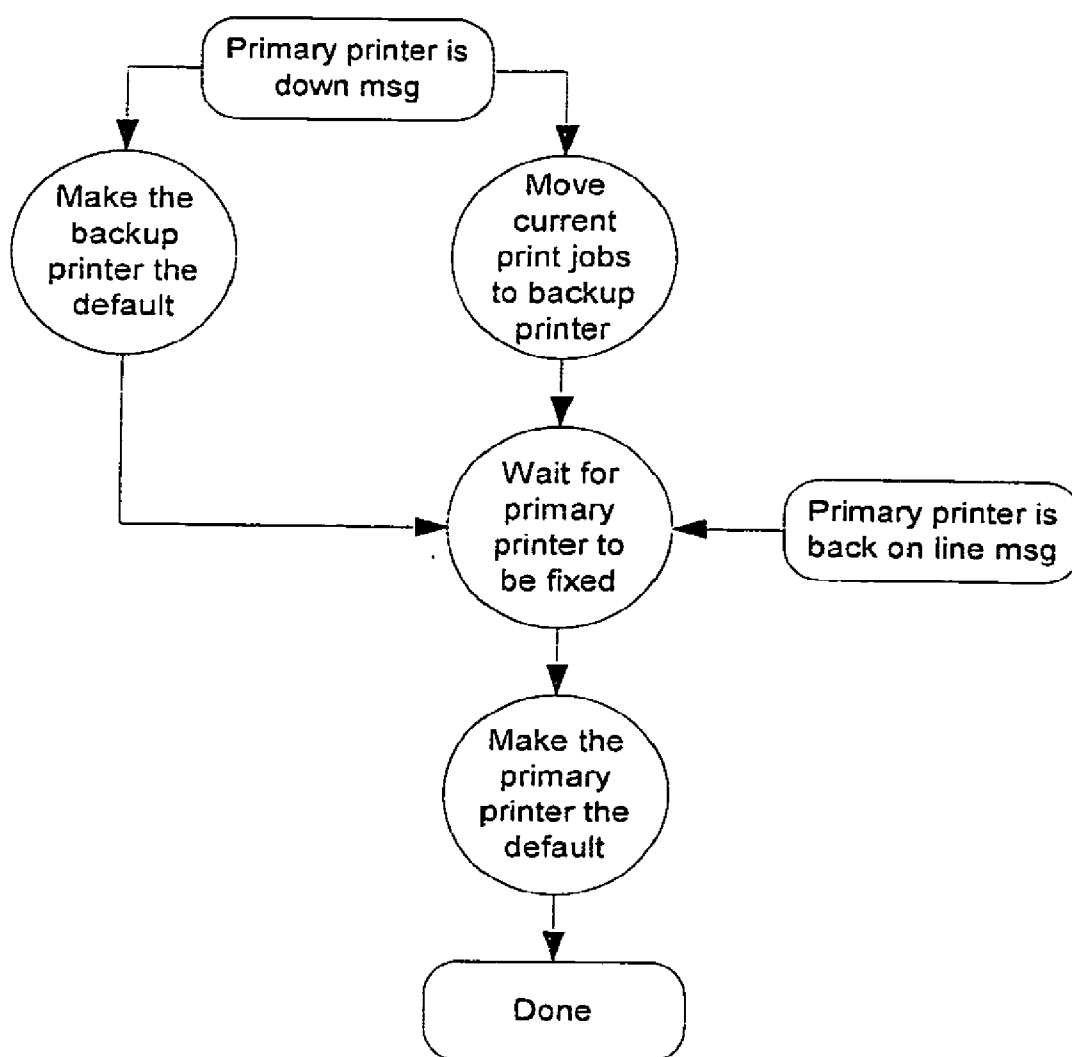 Primary printer is
down msg
Make the
backup
printer the
default
Move
current
print jobs
to backup
printer
Wait for
primary
printer to
be fixed
Primary printer is
back on line msg
Make the
primary
printer the
default
Done